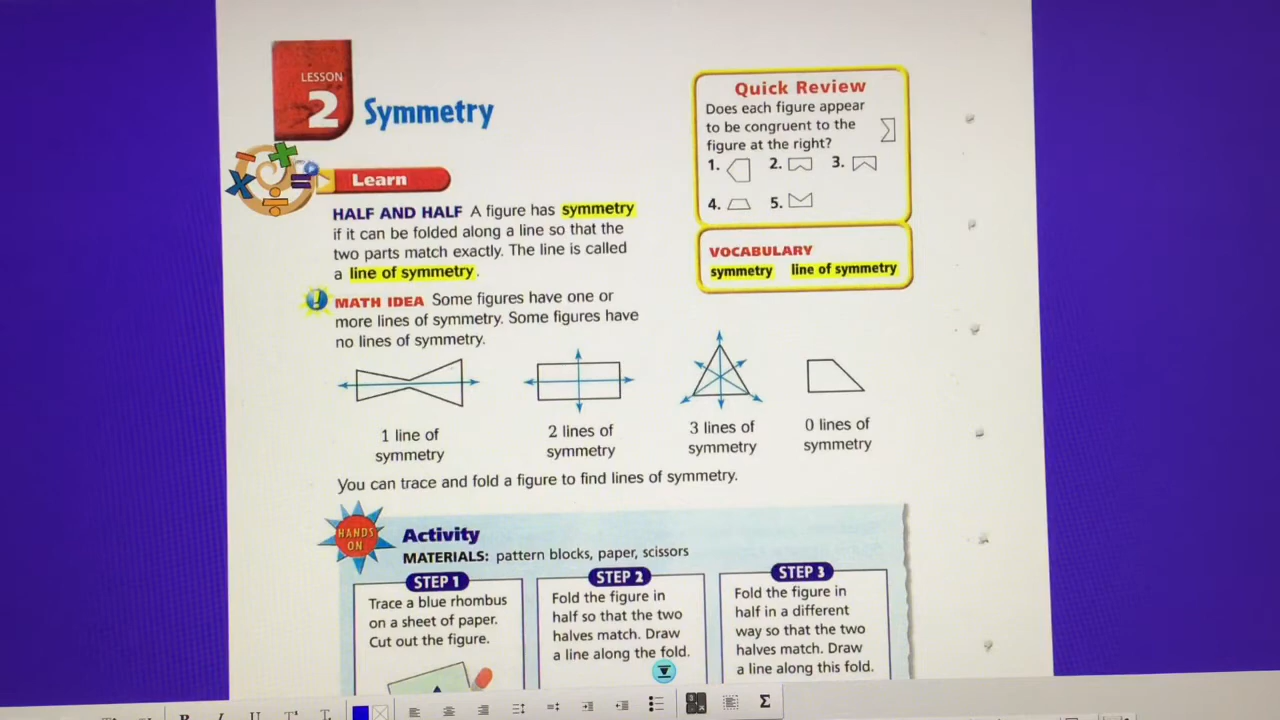 LESSON
2
Symmetry
Learn
HALF AND HALF A figure has symmetry
if it can be folded along a line so that the
two parts match exactly. The line is called
a line of symmetry.
MATH IDEA Some figures have one or
more lines of symmetry. Some figures have
no lines of symmetry.
Quick Review
Does each figure appear
to be congruent to the
figure at the right?
1. 2. 3.
4. 5.
VOCABULARY
symmetry line of symmetry
1 line of
symmetry
2 lines of
symmetry
3 lines of
symmetry
0 lines of
symmetry
You can trace and fold a figure to find lines of symmetry.
HANDS
ON
Activity
MATERIALS: pattern blocks, paper, scissors
STEP 1
Trace a blue rhombus
on a sheet of paper.
Cut out the figure.
STEP 2
Fold the figure in
half so that the two
halves match. Draw
a line along the fold.
STEP 3
Fold the figure in
half in a different
way so that the two
halves match. Draw
a line along this fold.